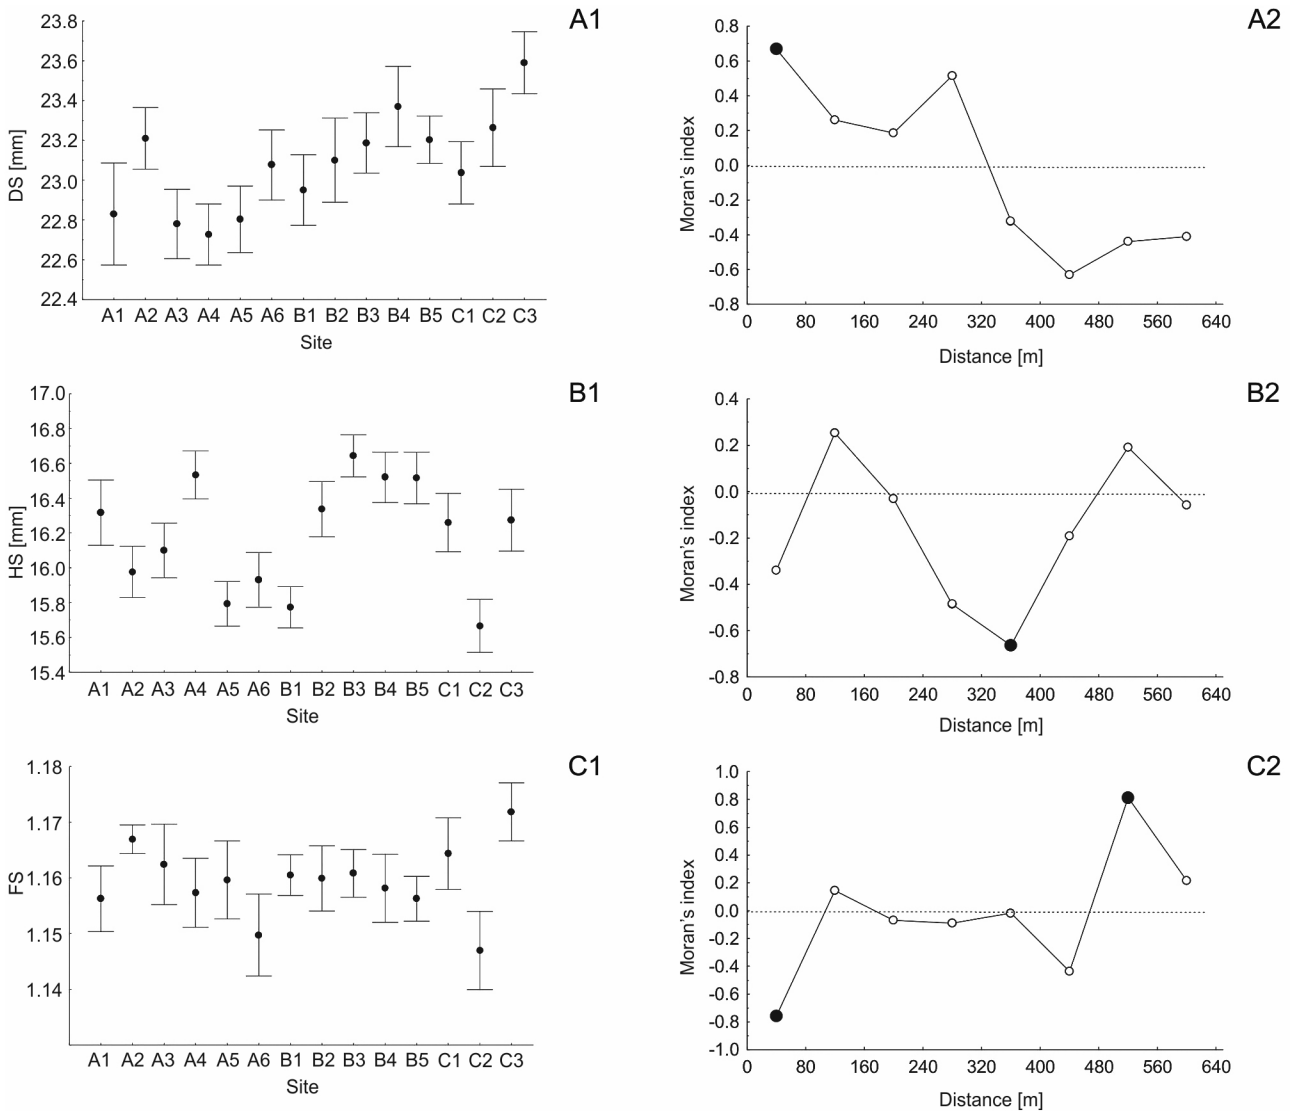 A1
23.8
23.6
23.4
23.2
23.0
22.8
22.6
22.4
DS [mm]
A1 A2 A3 A4 A5 A6 B1 B2 B3 B4 B5 C1 C2 C3
Site
A2
0.8
0.6
0.4
0.2
0.0
-0.2
-0.4
-0.6
-0.8
Moran's index
0 80 160 240 320 400 480 560 640
Distance [m]
B1
17.0
16.8
16.6
16.4
16.2
16.0
15.8
15.6
15.4
HS [mm]
A1 A2 A3 A4 A5 A6 B1 B2 B3 B4 B5 C1 C2 C3
Site
B2
0.4
0.2
0.0
-0.2
-0.4
-0.6
-0.8
Moran's index
0 80 160 240 320 400 480 560 640
Distance [m]
C1
1.18
1.17
1.16
1.15
1.14
FS
A1 A2 A3 A4 A5 A6 B1 B2 B3 B4 B5 C1 C2 C3
Site
C2
1.0
0.8
0.6
0.4
0.2
0.0
-0.2
-0.4
-0.6
-0.8
-1.0
Moran's index
0 80 160 240 320 400 480 560 640
Distance [m]